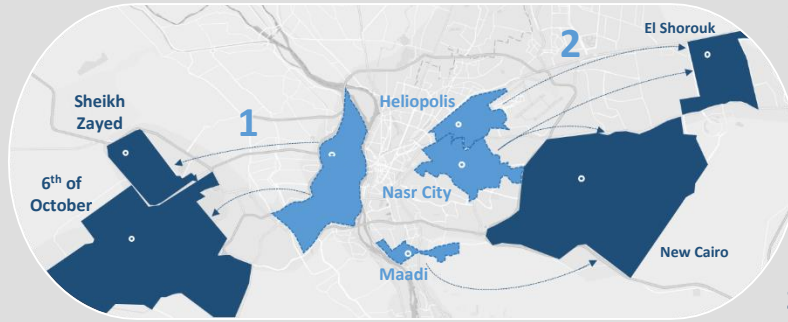 El Shorouk
2
Heliopolis
Sheikh
Zayed
1
6th of
October
Nasr City
New Cairo
Maadi